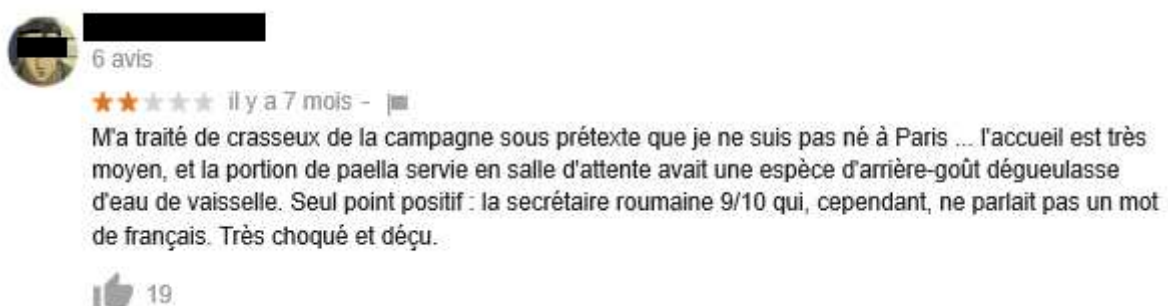 6 avis
il y a 7 mois -
M'a traité de crasseux de la campagne sous prétexte que je ne suis pas né à Paris ... l'accueil est très
moyen, et la portion de paella servie en salle d'attente avait une espèce d'arrière-goût dégueulasse
d'eau de vaisselle. Seul point positif : la secrétaire roumaine 9/10 qui, cependant, ne parlait pas un mot
de français. Très choqué et déçu.
19